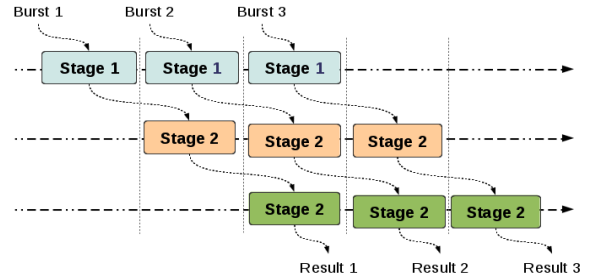 Burst 1 Burst 2 Burst 3
Stage 1 Stage 1 Stage 1
Stage 2 Stage 2 Stage 2
Stage 2 Stage 2 Stage 2
Result 1 Result 2 Result 3